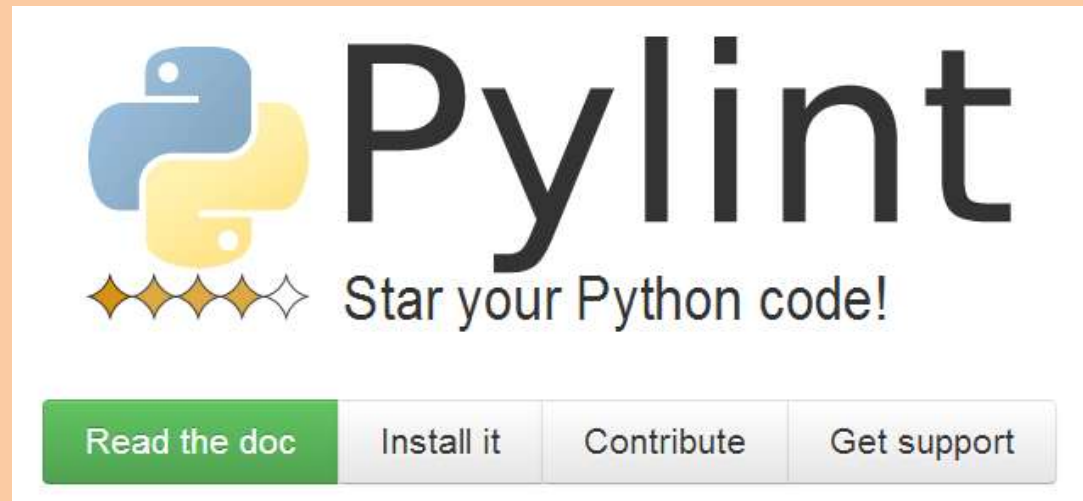 Pylint
Star your Python code!
Read the doc Install it Contribute Get support